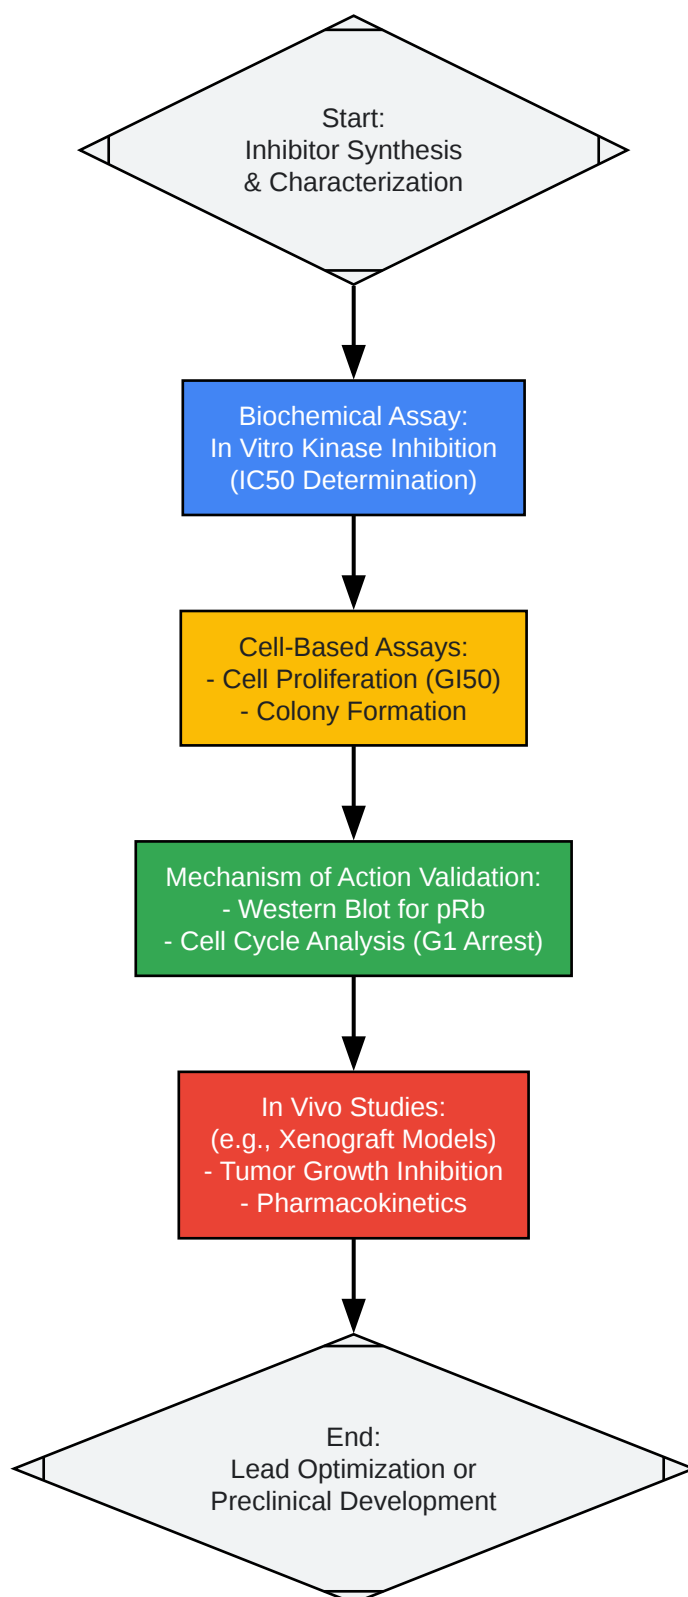 Start:
Inhibitor Synthesis
& Characterization
Biochemical Assay:
In Vitro Kinase Inhibition
(IC50 Determination)
Cell-Based Assays:
- Cell Proliferation (GI50)
- Colony Formation
Mechanism of Action Validation:
- Western Blot for pRb
- Cell Cycle Analysis (G1 Arrest)
In Vivo Studies:
(e.g., Xenograft Models)
- Tumor Growth Inhibition
- Pharmacokinetics
End:
Lead Optimization or
Preclinical Development